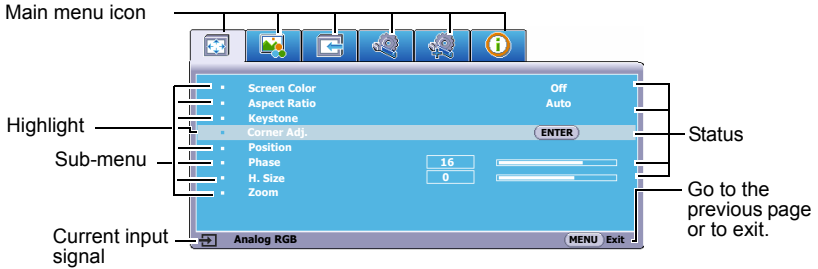 Main menu icon
Screen Color Off
Aspect Ratio Auto
Keystone
Highlight
Corner Adj. ENTER
Status
Position
Sub-menu
Phase 16
H. Size 0
Zoom
Go to the
previous page
or to exit.
Current input
signal
Analog RGB
MENU Exit